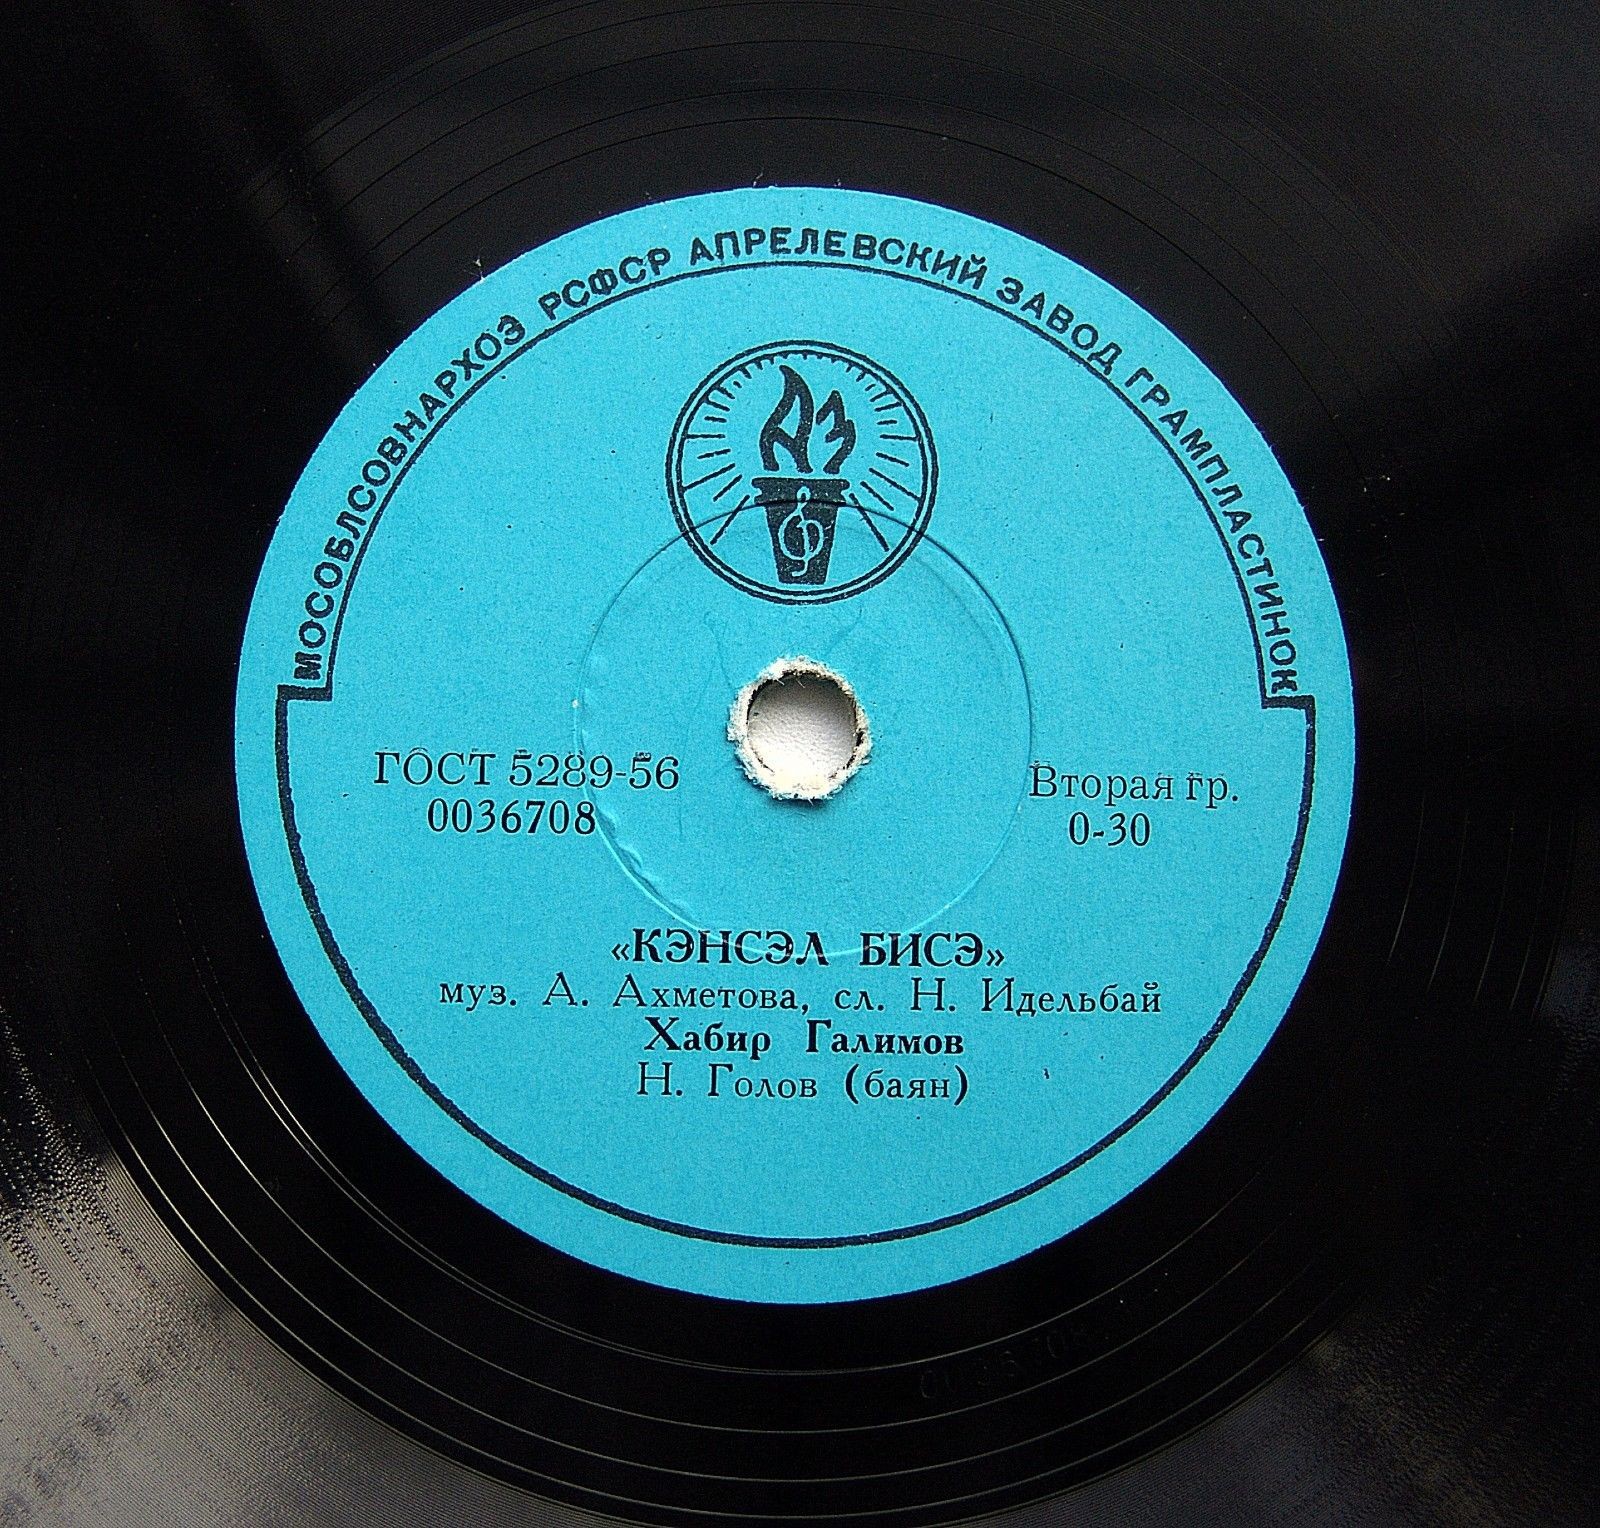 МОСОБЛСОВНАРХОЗ РСФСР АПРЕЛЕВСКИЙ ЗАВОД ГРАМПЛАСТИНОК
АЗ
ГОСТ 5289-56
0036708
Вторая гр.
0-30
«КЭНСЭЛ БИСЭ»
муз. А. Ахметова, сл. Н. Идельбай
Хабир Галимов
Н. Голов (баян)